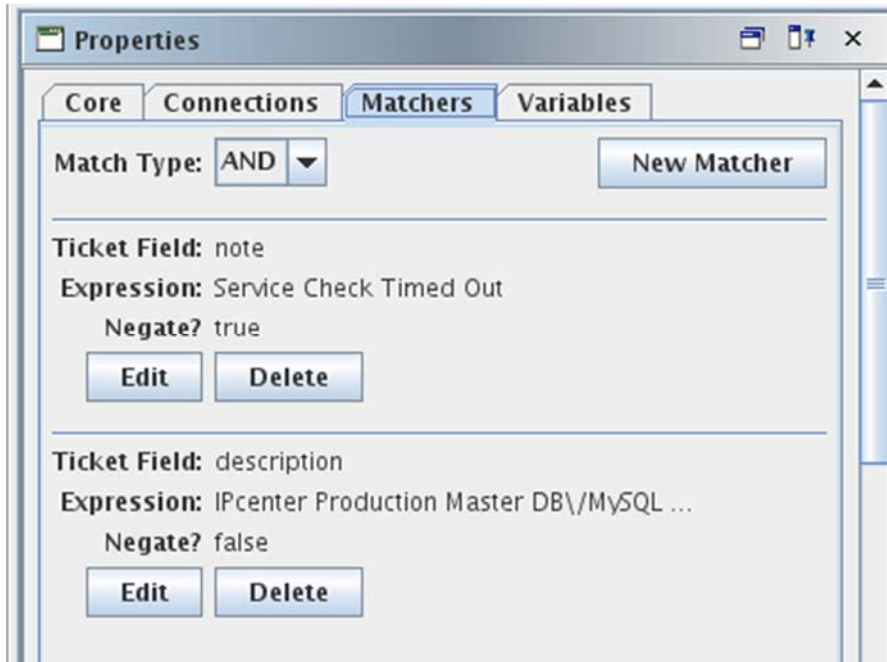 Properties
Core Connections Matchers Variables
Match Type: AND New Matcher
Ticket Field: note
Expression: Service Check Timed Out
Negate? true
Edit Delete
Ticket Field: description
Expression: IPcenter Production Master DB\/MySQL ...
Negate? false
Edit Delete